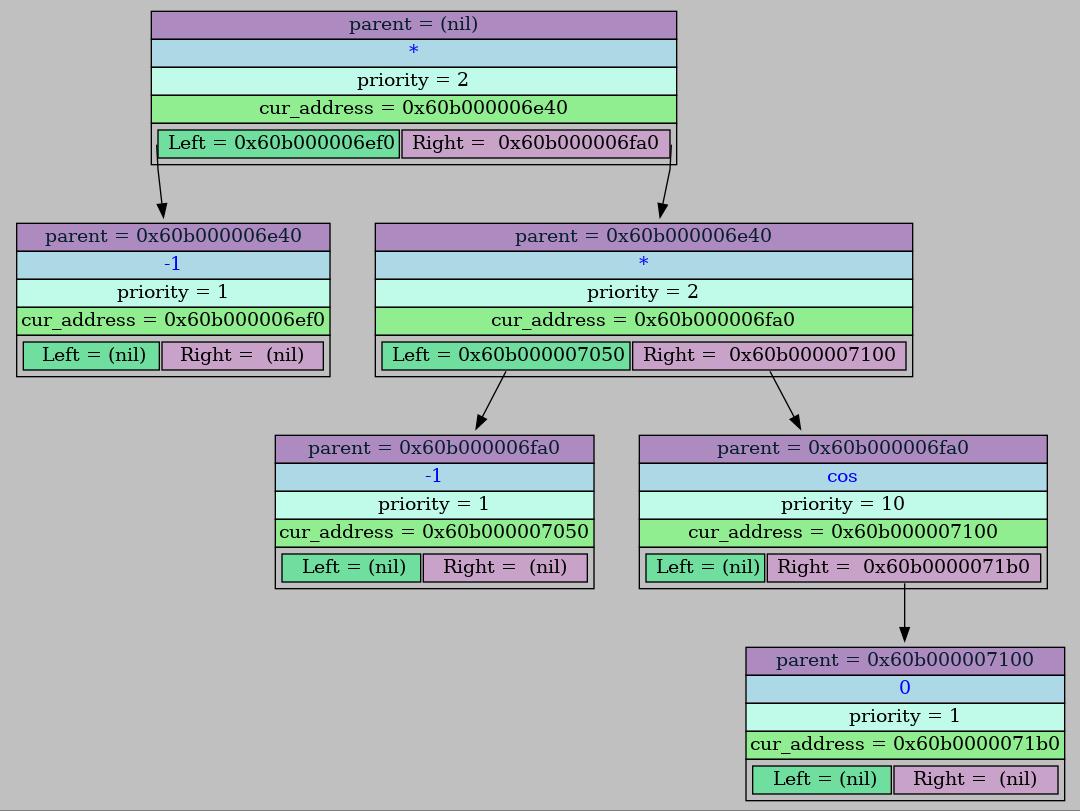 parent = (nil)
*
priority = 2
cur_address = 0x60b000006e40
Left = 0x60b000006ef0 Right =  0x60b000006fa0
parent = 0x60b000006e40
-1
priority = 1
cur_address = 0x60b000006ef0
Left = (nil) Right =  (nil)
parent = 0x60b000006e40
*
priority = 2
cur_address = 0x60b000006fa0
Left = 0x60b000007050 Right =  0x60b000007100
parent = 0x60b000006fa0
-1
priority = 1
cur_address = 0x60b000007050
Left = (nil) Right =  (nil)
parent = 0x60b000006fa0
cos
priority = 10
cur_address = 0x60b000007100
Left = (nil) Right =  0x60b0000071b0
parent = 0x60b000007100
0
priority = 1
cur_address = 0x60b0000071b0
Left = (nil) Right =  (nil)